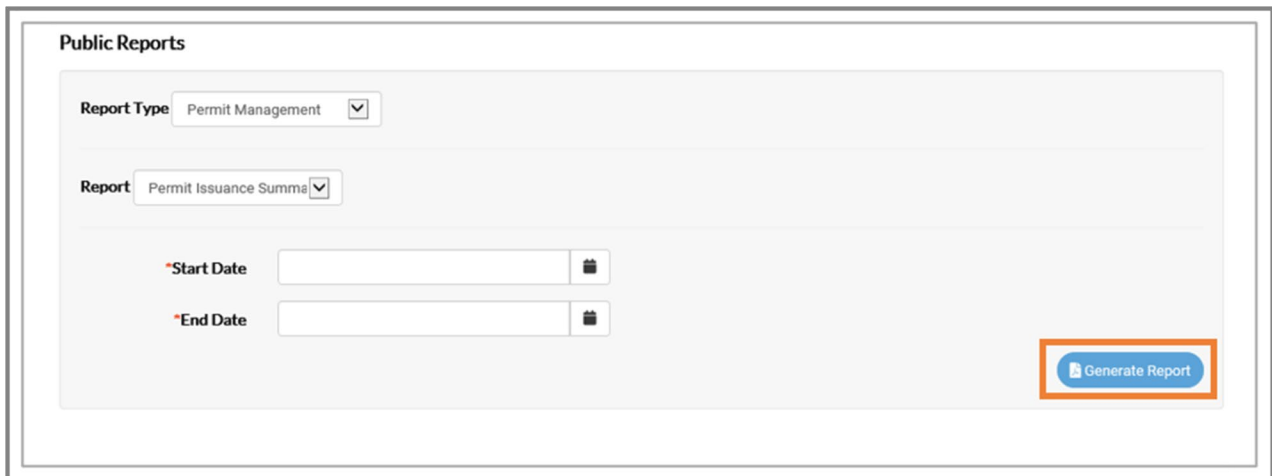 Public Reports
Report Type Permit Management
Report Permit Issuance Summa
*Start Date
*End Date
Generate Report